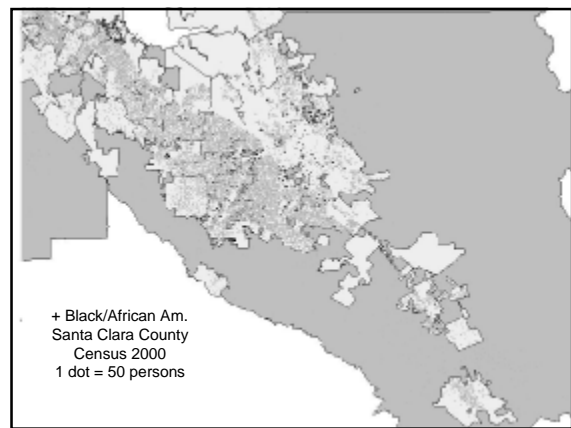 + Black/African Am.
Santa Clara County
Census 2000
1 dot = 50 persons